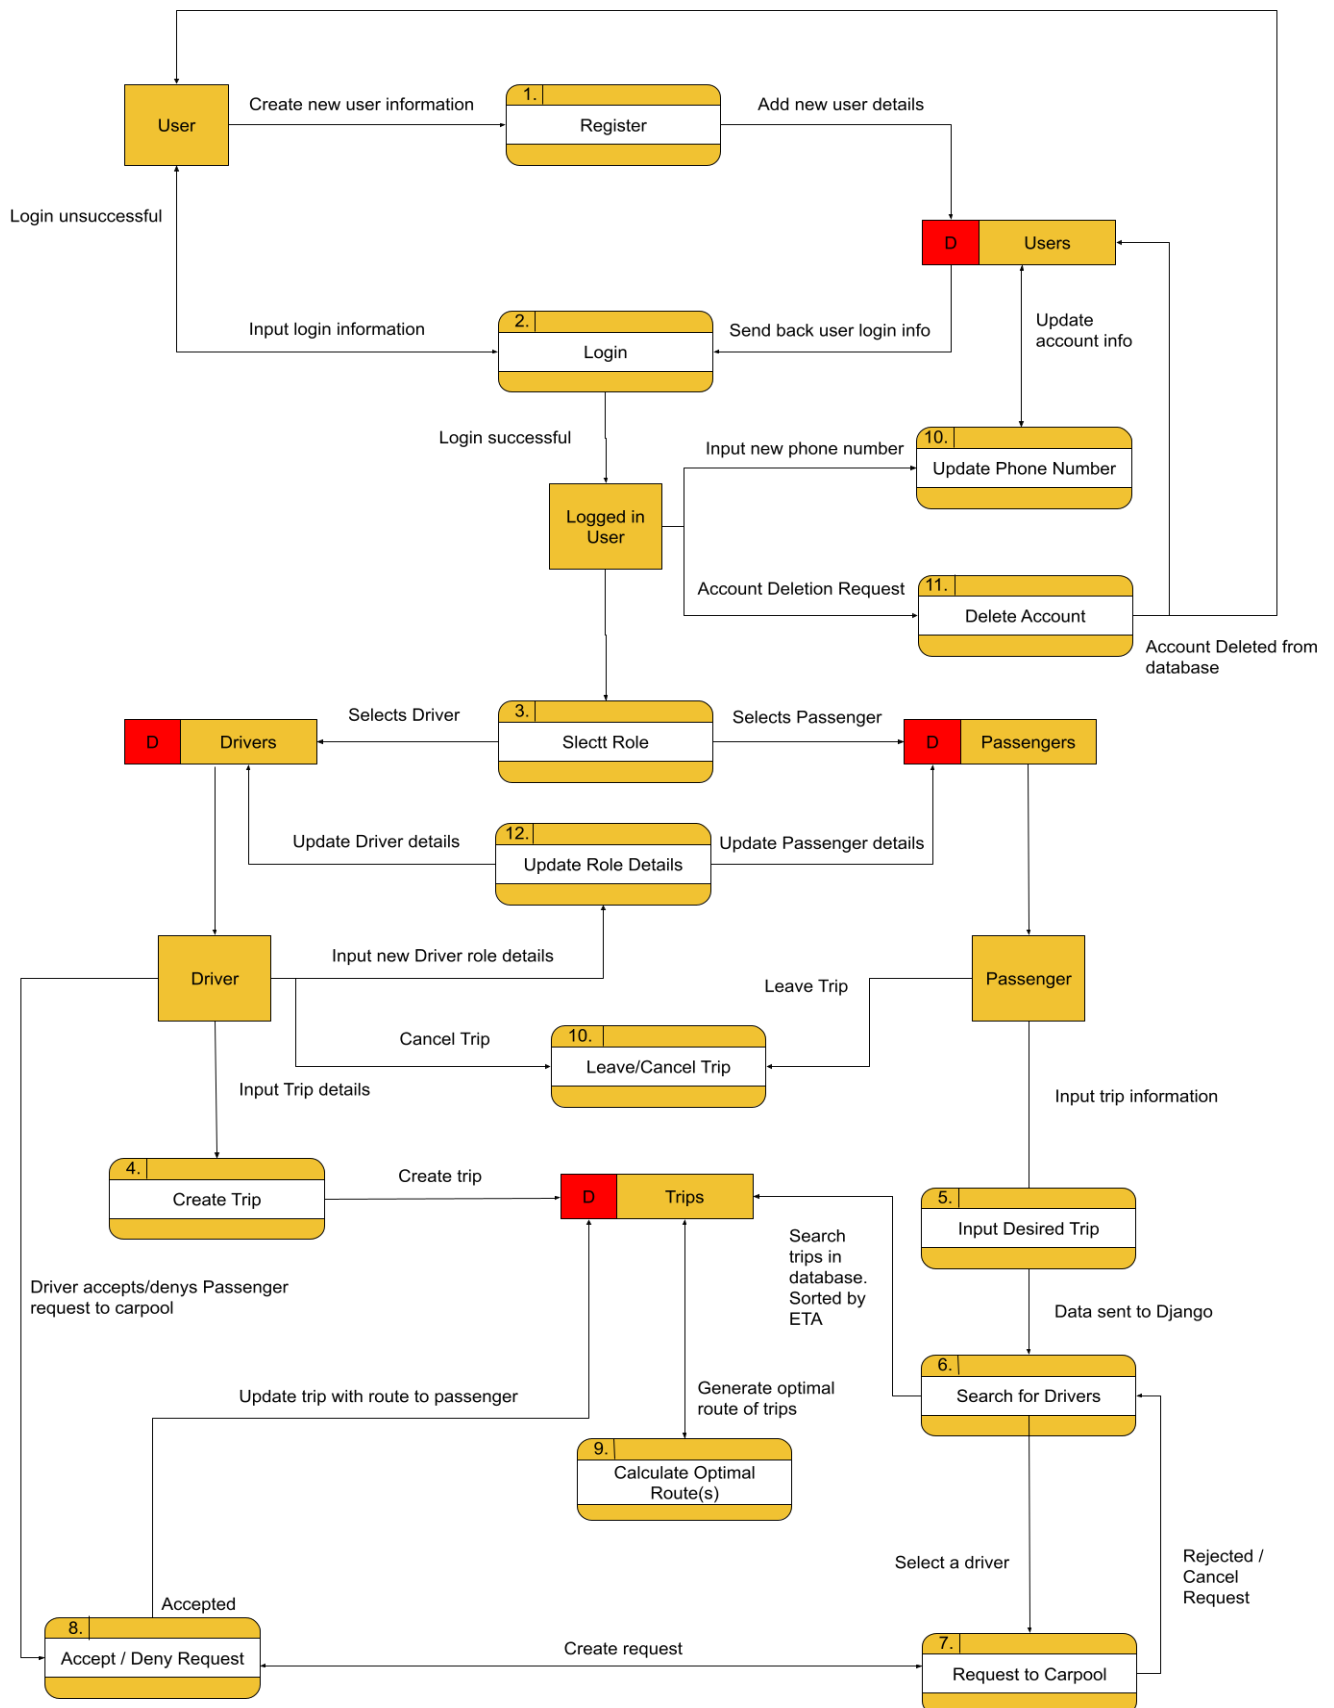 User
Create new user information
1.
Register
Add new user details
Login unsuccessful
D
Users
Input login information
2.
Login
Send back user login info
Update
account info
Login successful
Input new phone number
10.
Update Phone Number
Logged in
User
Account Deletion Request
11.
Delete Account
Account Deleted from
database
D
Drivers
Selects Driver
3.
Slectt Role
Selects Passenger
D
Passengers
Update Driver details
12.
Update Role Details
Update Passenger details
Driver
Input new Driver role details
Leave Trip
Passenger
Cancel Trip
10.
Leave/Cancel Trip
Input Trip details
Input trip information
4.
Create Trip
Create trip
D
Trips
5.
Input Desired Trip
Search
trips in
database.
Sorted by
ETA
Driver accepts/denys Passenger
request to carpool
Data sent to Django
6.
Search for Drivers
Update trip with route to passenger
Generate optimal
route of trips
9.
Calculate Optimal
Route(s)
Select a driver
Rejected /
Cancel
Request
Accepted
8.
Accept / Deny Request
Create request
7.
Request to Carpool